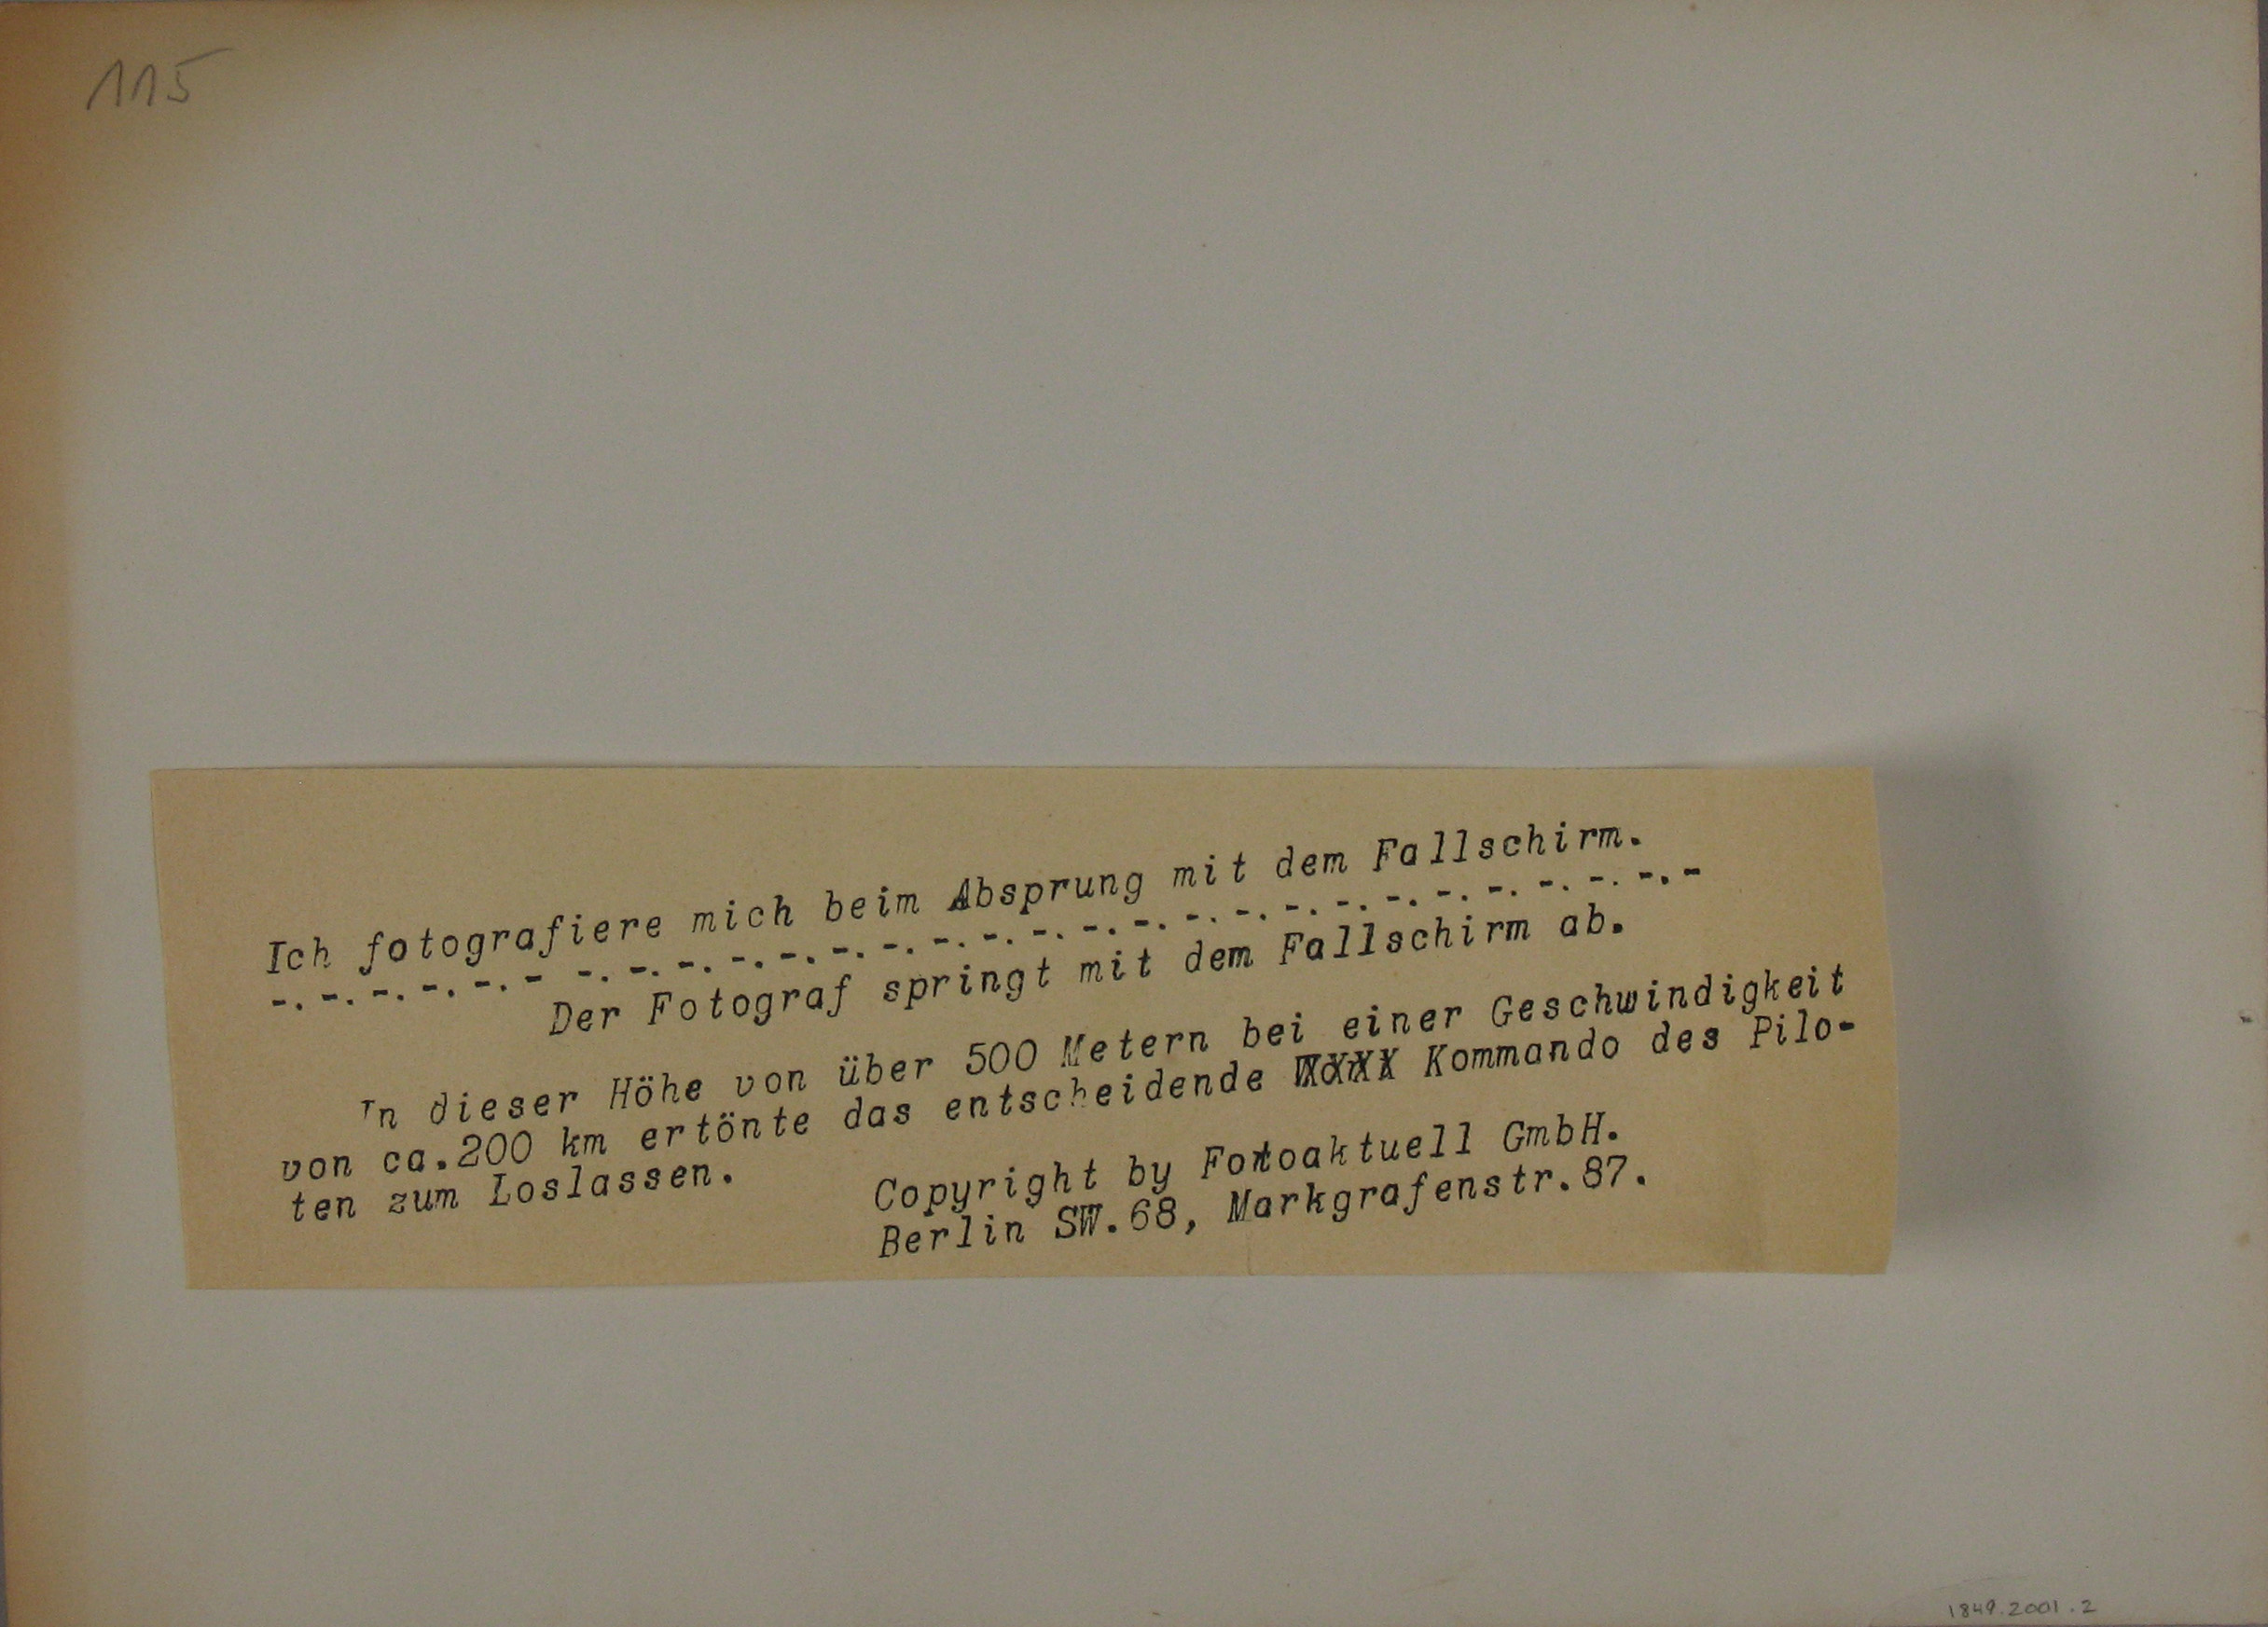 115
Ich fotografiere mich beim Absprung mit dem Fallschirm.
-.-.-.-.-.- -.-.-.-.-.-.-.-.-.-.-.-.-.-.-.-.-.-.-.-.-.-
Der Fotograf springt mit dem Fallschirm ab.
In dieser Höhe von über 500 Metern bei einer Geschwindigkeit
von ca.200 km ertönte das entscheidende Kommando des Pilo-
ten zum Loslassen.
Copyright by Fotoaktuell GmbH.
Berlin SW.68, Markgrafenstr.87.
1849.2001.2